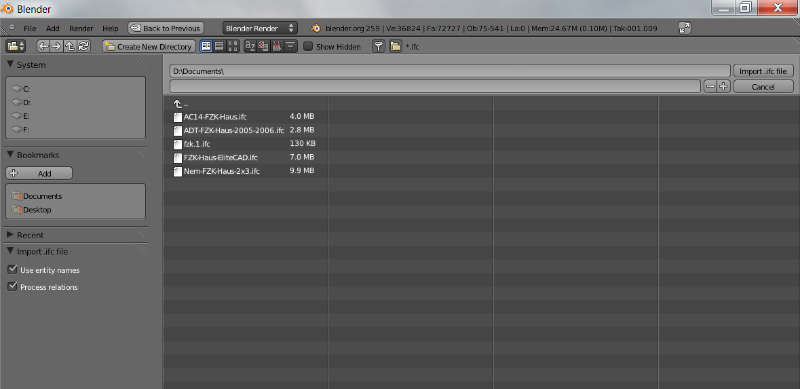 Blender
File Add Render Help Back to Previous Blender Render blender.org 259 | Ve:36824 | Fa:72727 | Ob:75-541 | La:0 | Mem:24.67M (0.10M) | Tak-001.009
Create New Directory Show Hidden *.ifc
System
C:
D:
E:
F:
Bookmarks
Add
Documents
Desktop
Recent
Import .ifc file
Use entity names
Process relations
D:\Documents\ Import .ifc file
Cancel
..
AC14-FZK-Haus.ifc 4.0 MB
ADT-FZK-Haus-2005-2006.ifc 2.8 MB
fzk.1.ifc 130 KB
FZK-Haus-EliteCAD.ifc 7.0 MB
Nem-FZK-Haus-2x3.ifc 9.9 MB